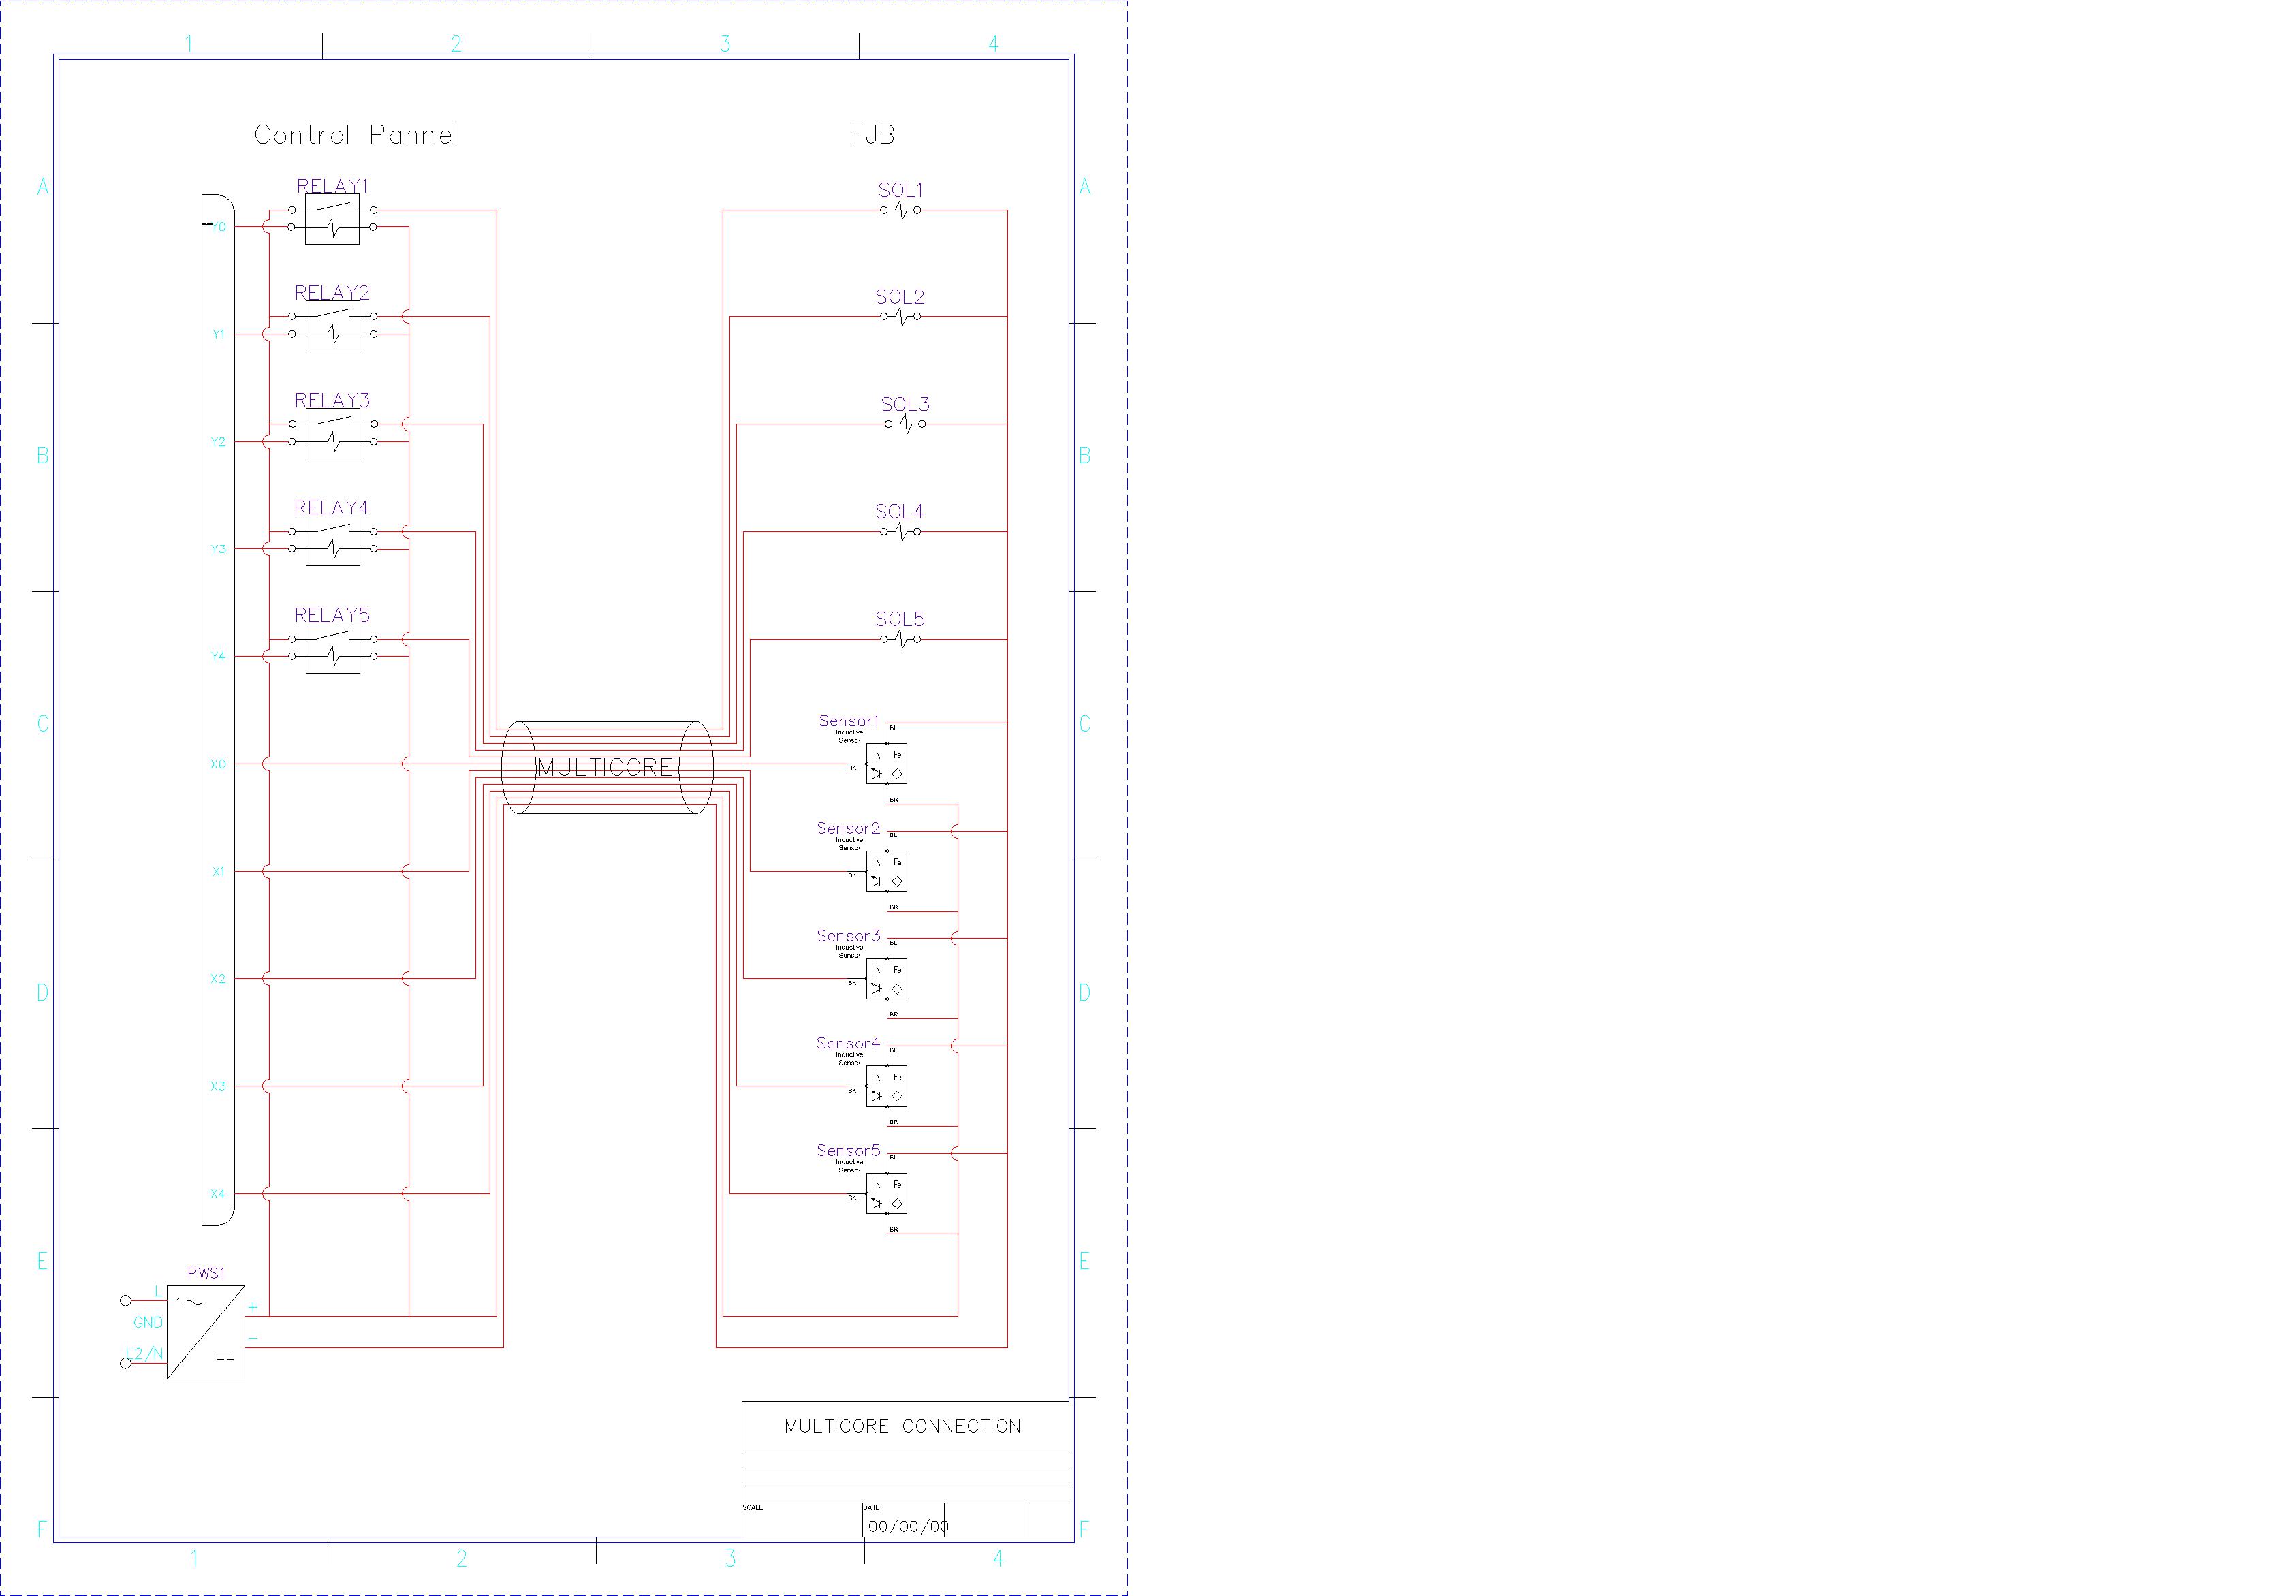 1 2 3 4
Control Pannel FJB
A A
RELAY1 SOL1
Y0
RELAY2 SOL2
Y1
RELAY3 SOL3
Y2
B B
RELAY4 SOL4
Y3
RELAY5 SOL5
Y4
C C
Sensor1
BL
Inductive
Sensor
Fe
X0 MULTICORE BK
BR
Sensor2
BL
Inductive
Sensor
Fe
X1 BK
BR
Sensor3
BL
Inductive
Sensor
Fe
X2 BK
D D
BR
Sensor4
BL
Inductive
Sensor
Fe
X3 BK
BR
Sensor5
BL
Inductive
Sensor
Fe
X4 BK
BR
E E
PWS1
L 1~ +
GND
L2/N −
MULTICORE CONNECTION
SCALE DATE
00/00/00
F F
1 2 3 4